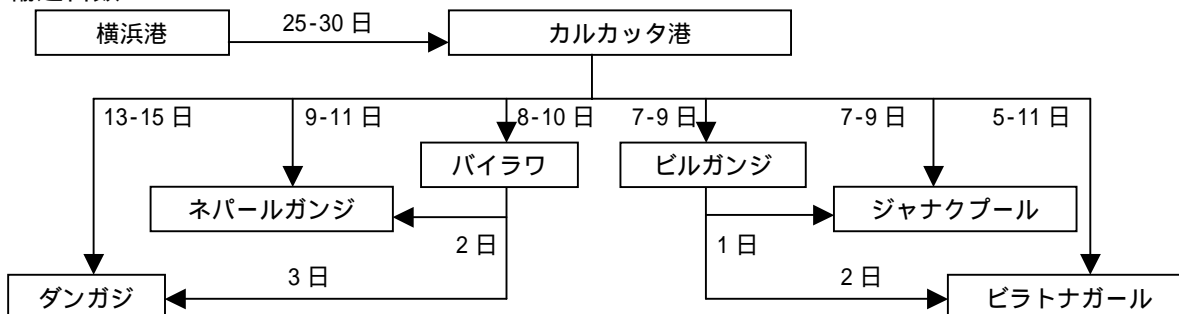 横浜港 25-30 日 カルカッタ港
13-15 日 9-11 日 8-10 日 7-9 日 7-9 日 5-11 日
バイラワ ビルガンジ
ネパールガンジ ジャナクプール
2 日 1 日
3 日 2 日
ダンガジ ビラトナガール